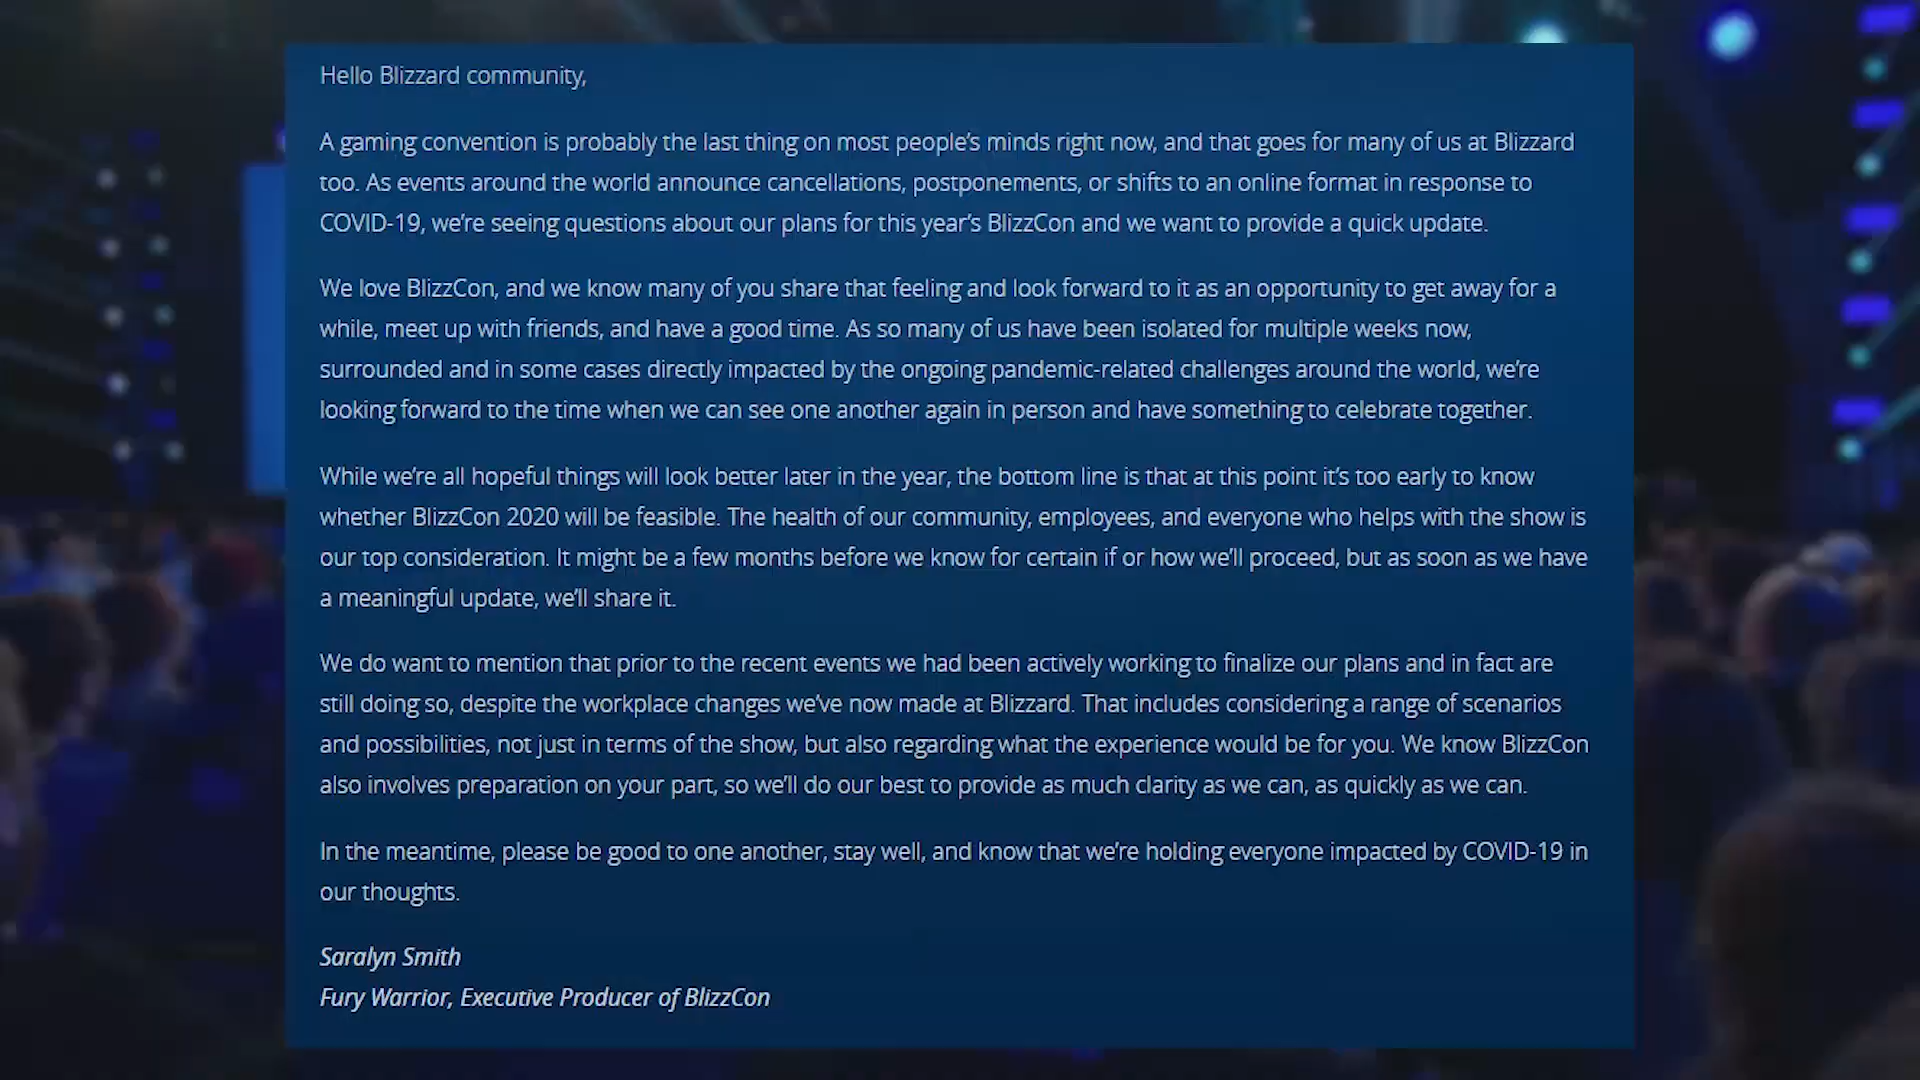 Hello Blizzard community,
A gaming convention is probably the last thing on most people’s minds right now, and that goes for many of us at Blizzard
too. As events around the world announce cancellations, postponements, or shifts to an online format in response to
COVID-19, we’re seeing questions about our plans for this year’s BlizzCon and we want to provide a quick update.
We love BlizzCon, and we know many of you share that feeling and look forward to it as an opportunity to get away for a
while, meet up with friends, and have a good time. As so many of us have been isolated for multiple weeks now,
surrounded and in some cases directly impacted by the ongoing pandemic-related challenges around the world, we’re
looking forward to the time when we can see one another again in person and have something to celebrate together.
While we’re all hopeful things will look better later in the year, the bottom line is that at this point it’s too early to know
whether BlizzCon 2020 will be feasible. The health of our community, employees, and everyone who helps with the show is
our top consideration. It might be a few months before we know for certain if or how we’ll proceed, but as soon as we have
a meaningful update, we’ll share it.
We do want to mention that prior to the recent events we had been actively working to finalize our plans and in fact are
still doing so, despite the workplace changes we’ve now made at Blizzard. That includes considering a range of scenarios
and possibilities, not just in terms of the show, but also regarding what the experience would be for you. We know BlizzCon
also involves preparation on your part, so we’ll do our best to provide as much clarity as we can, as quickly as we can.
In the meantime, please be good to one another, stay well, and know that we’re holding everyone impacted by COVID-19 in
our thoughts.
Saralyn Smith
Fury Warrior, Executive Producer of BlizzCon